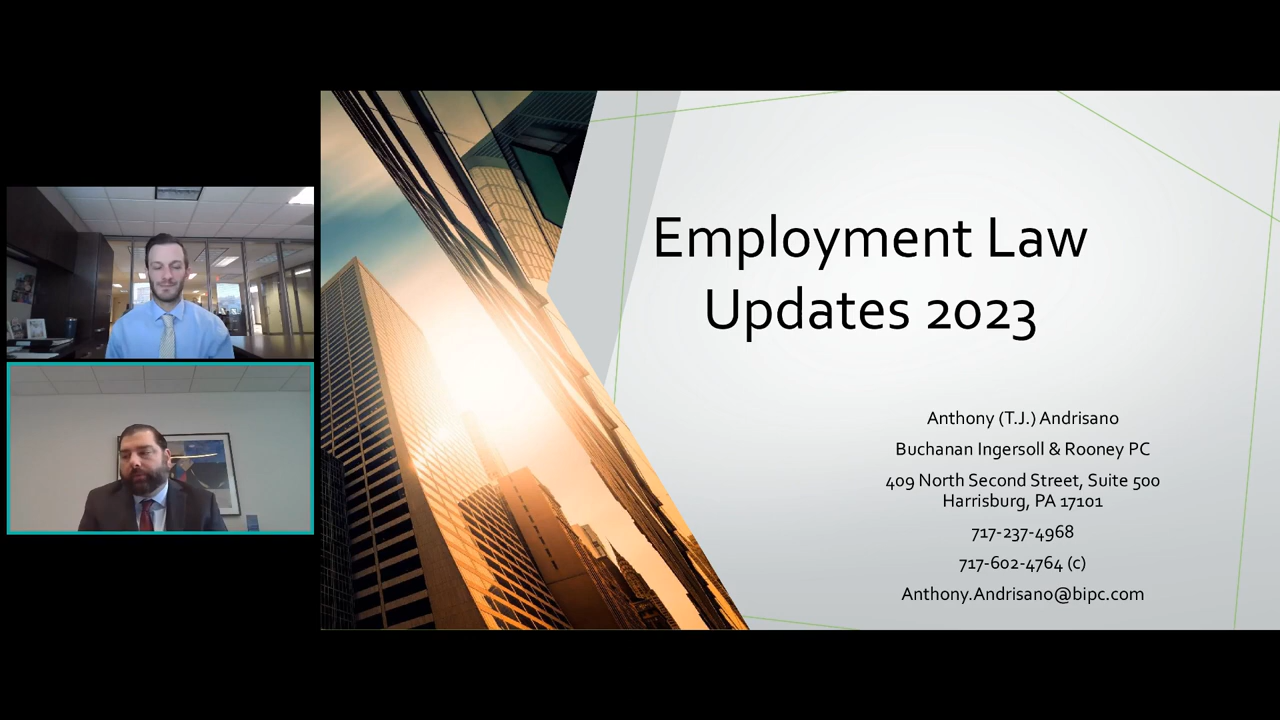 Employment Law
Updates 2023
Anthony (T.J.) Andrisano
Buchanan Ingersoll & Rooney PC
409 North Second Street, Suite 500
Harrisburg, PA 17101
717-237-4968
717-602-4764 (c)
Anthony.Andrisano@bipc.com